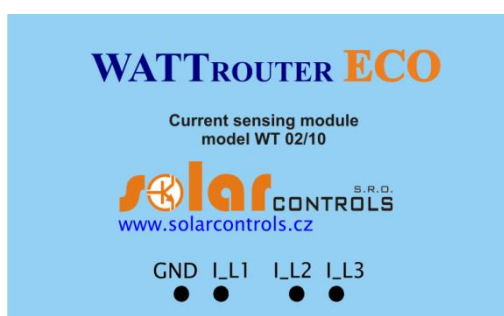 WATTROUTER ECO
Current sensing module
model WT 02/10
solar
S.R.O.
CONTROLS
www.solarcontrols.cz
GND I_L1 I_L2 I_L3